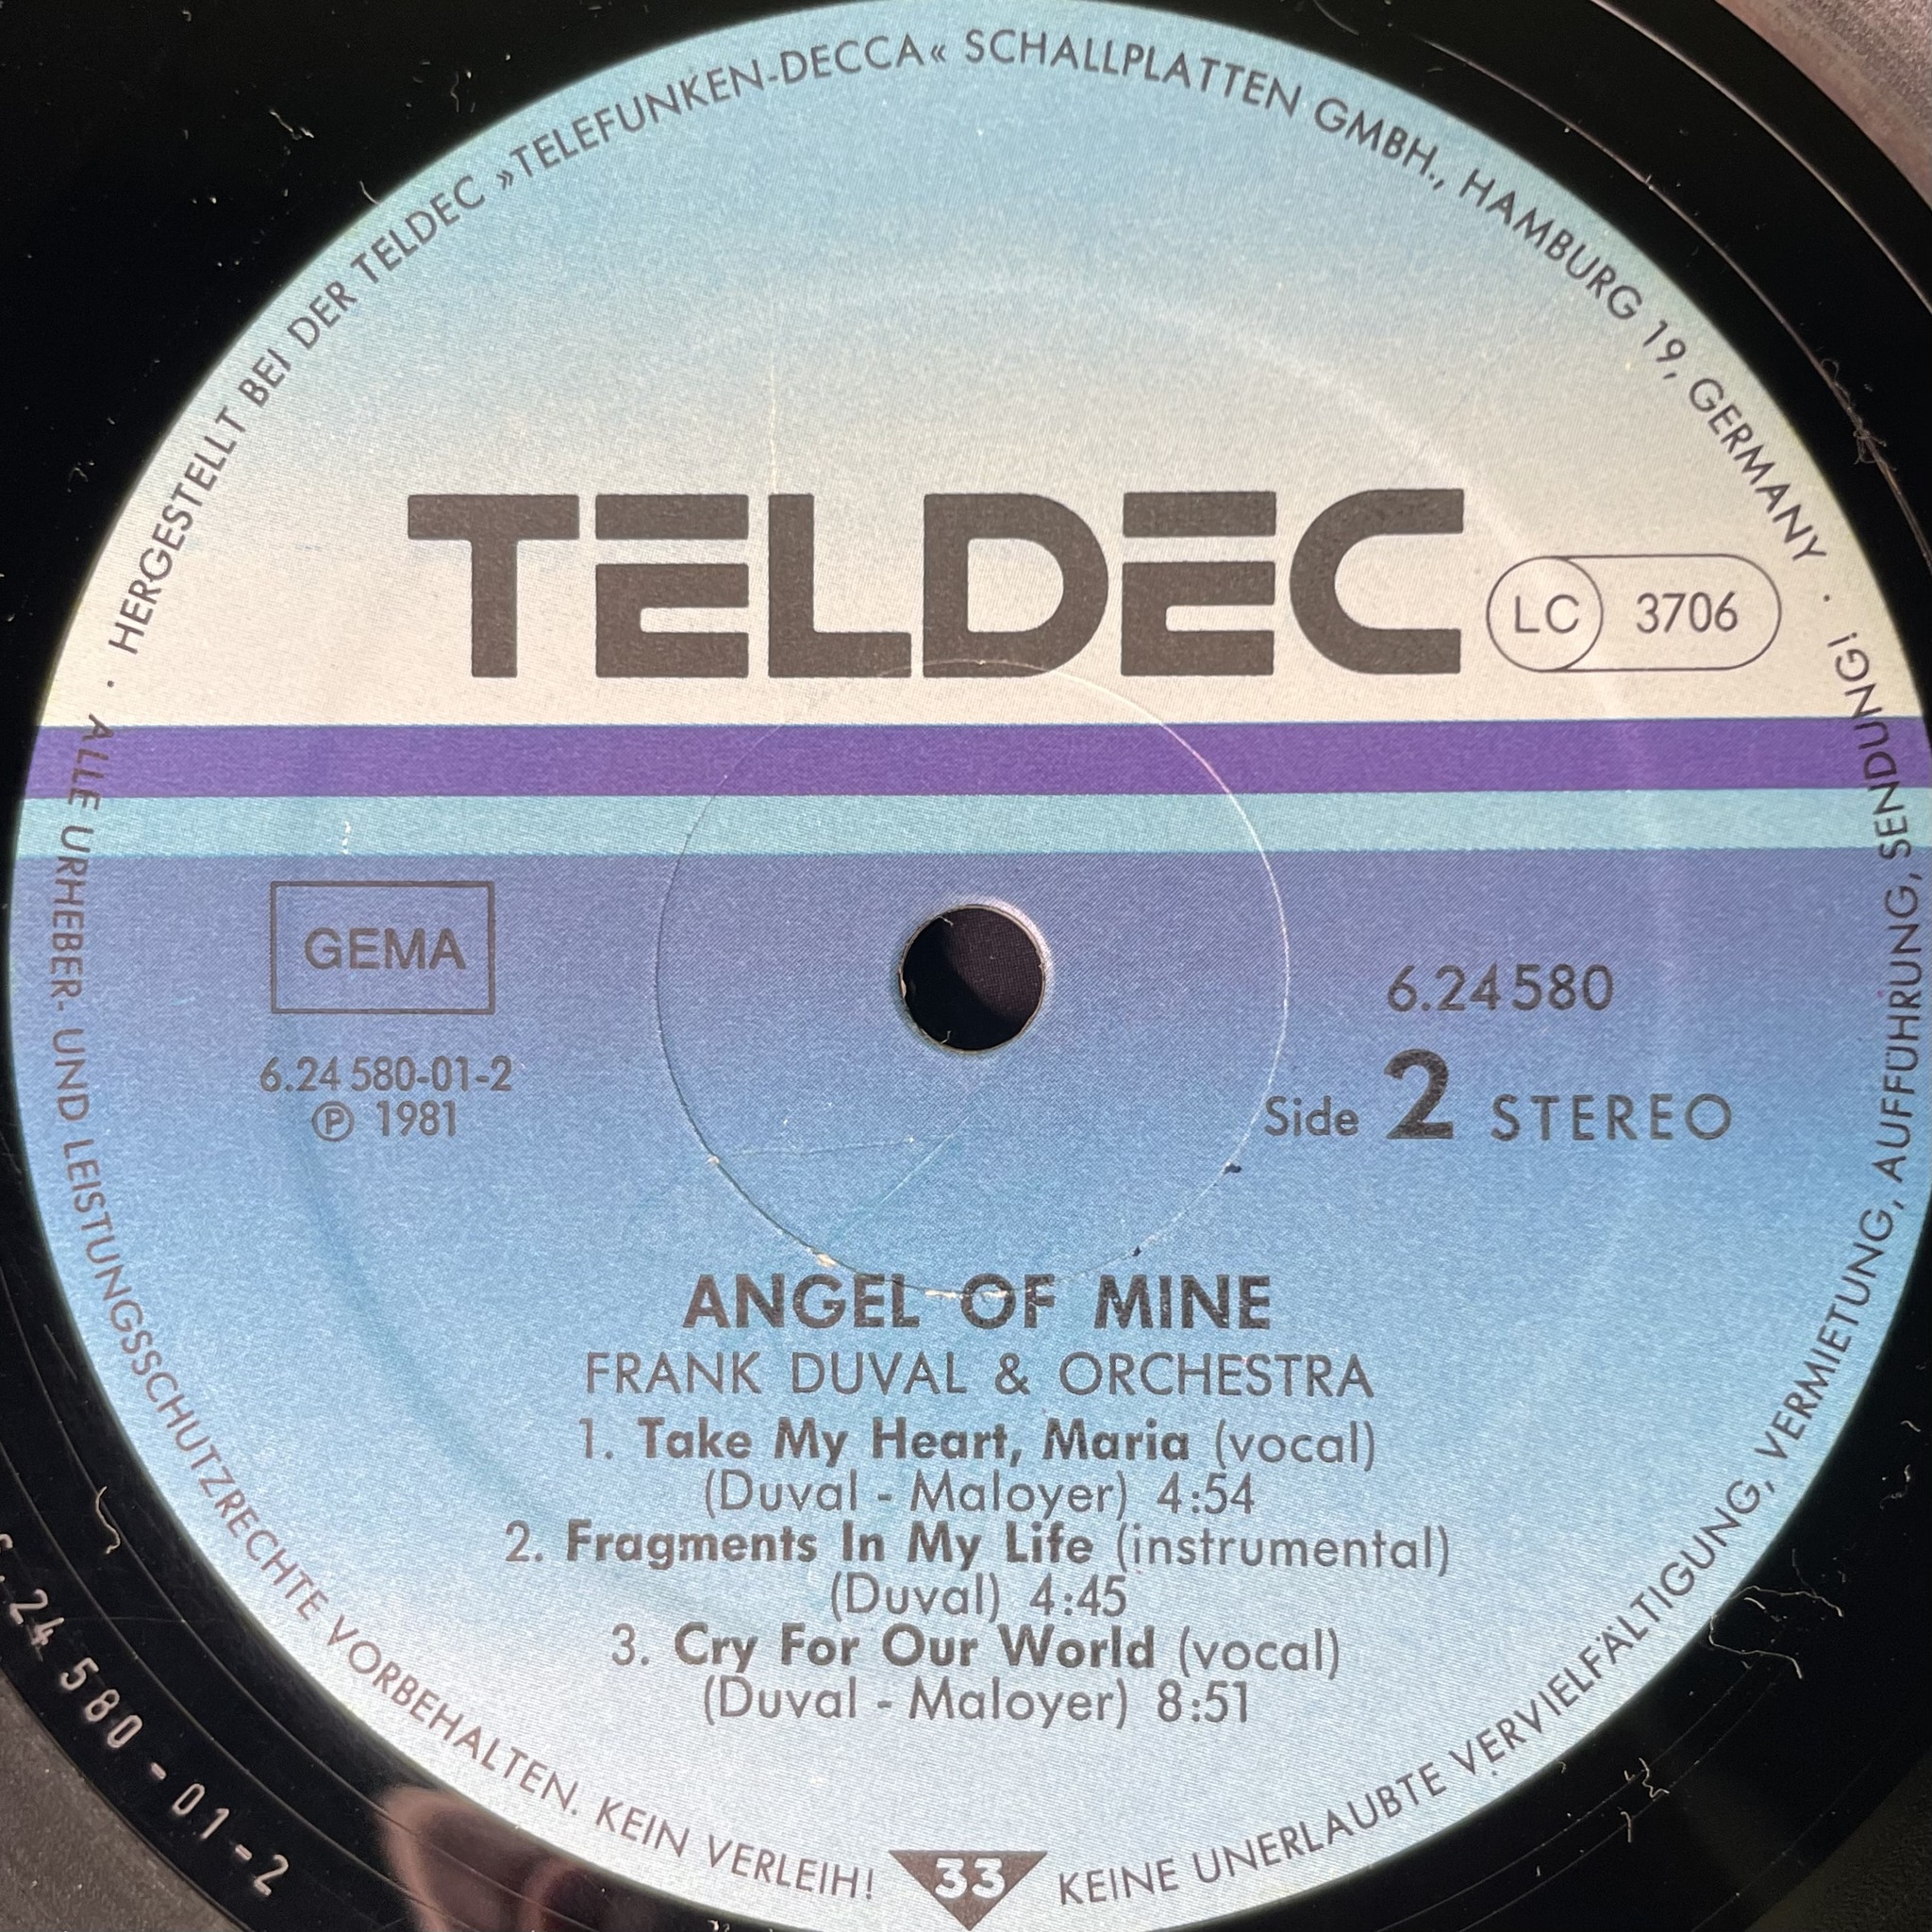 HERGESTELLT BEI DER TELDEC »TELEFUNKEN-DECCA« SCHALLPLATTEN GMBH., HAMBURG 19, GERMANY ·
TELDEC
LC 3706
GEMA
6.24580
6.24 580-01-2
Side 2 STEREO
℗ 1981
ANGEL OF MINE
FRANK DUVAL & ORCHESTRA
1. Take My Heart, Maria (vocal)
(Duval - Maloyer) 4:54
2. Fragments In My Life (instrumental)
(Duval) 4:45
3. Cry For Our World (vocal)
(Duval - Maloyer) 8:51
· ALLE URHEBER- UND LEISTUNGSSCHUTZRECHTE VORBEHALTEN. KEIN VERLEIH! 33 KEINE UNERLAUBTE VERVIELFÄLTIGUNG, VERMIETUNG, AUFFÜHRUNG, SENDUNG!
24 580-01-2